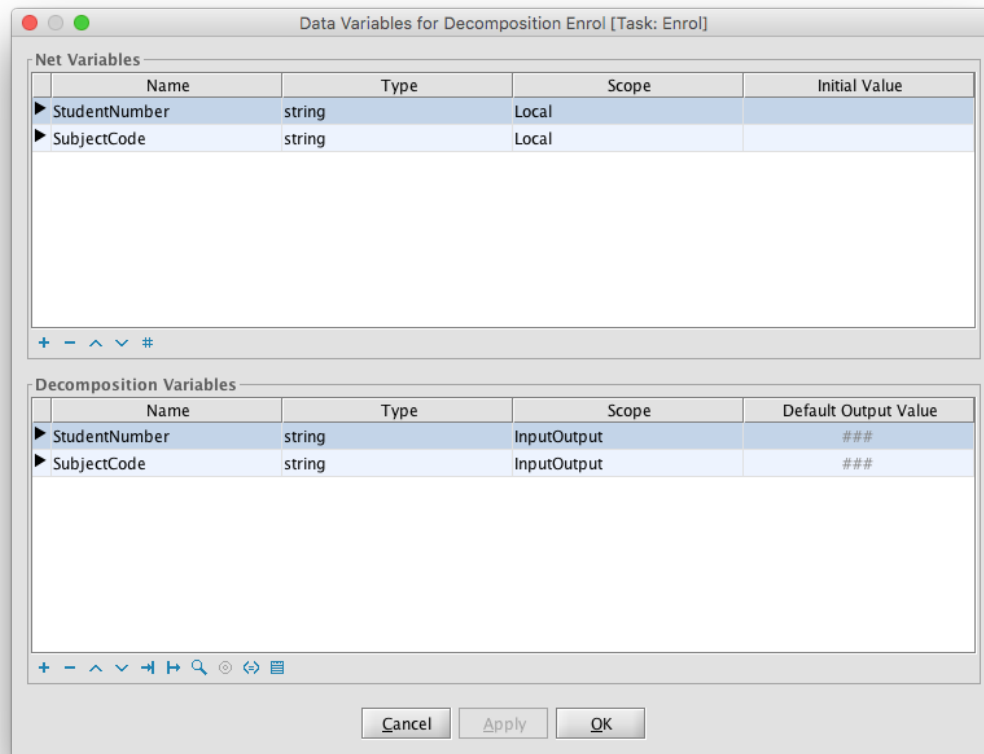 Data Variables for Decomposition Enrol [Task: Enrol]
Net Variables
Name Type Scope Initial Value
StudentNumber string Local
SubjectCode string Local
Decomposition Variables
Name Type Scope Default Output Value
StudentNumber string InputOutput ###
SubjectCode string InputOutput ###
Cancel Apply OK